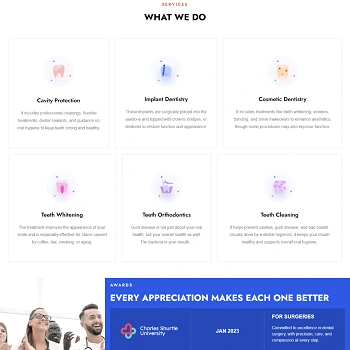 SERVICES
WHAT WE DO
Cavity Protection
It includes professional cleanings, fluoride
treatments, dental sealants, and guidance on
oral hygiene to keep teeth strong and healthy.
Implant Dentistry
These implants are surgically placed into the
jawbone and topped with crowns, bridges, or
dentures to restore function and appearance
Cosmetic Dentistry
It includes treatments like teeth whitening, veneers,
bonding, and smile makeovers to enhance aesthetics,
though some procedures may also improve function.
Teeth Whitening
The treatment improves the appearance of your
smile and is especially effective for stains caused
by coffee, tea, smoking, or aging
Teeth Orthodontics
Gum disease is not just about your oral
health, but your overall health as well.
The bacteria in your mouth.
Teeth Cleaning
It helps prevent cavities, gum disease, and bad breath
Usually done by a dental hygienist. It keeps your mouth
healthy and supports overall oral hygiene.
AWARDS
EVERY APPRECIATION MAKES EACH ONE BETTER
Charles Shurtle
University
JAN 2023
FOR SURGERIES
Committed to excellence in dental
surgery, with precision, care, and
compassion at every step.